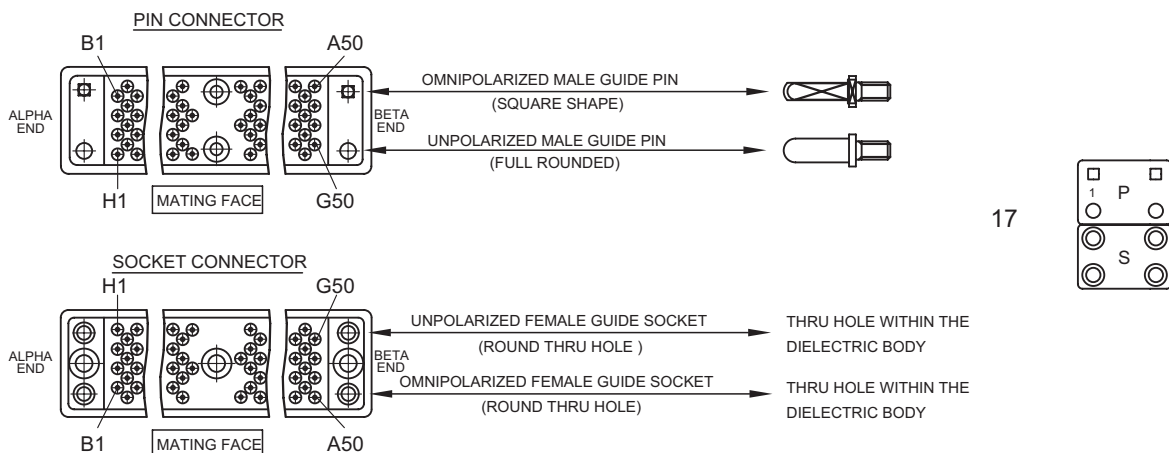 PIN CONNECTOR
B1 A50
ALPHA
END
BETA
END
OMNIPOLARIZED MALE GUIDE PIN
(SQUARE SHAPE)
UNPOLARIZED MALE GUIDE PIN
(FULL ROUNDED)
H1 MATING FACE G50
17
1 P
S
SOCKET CONNECTOR
H1 G50
ALPHA
END
BETA
END
UNPOLARIZED FEMALE GUIDE SOCKET
(ROUND THRU HOLE )
THRU HOLE WITHIN THE
DIELECTRIC BODY
OMNIPOLARIZED FEMALE GUIDE SOCKET
(ROUND THRU HOLE)
THRU HOLE WITHIN THE
DIELECTRIC BODY
B1 MATING FACE A50